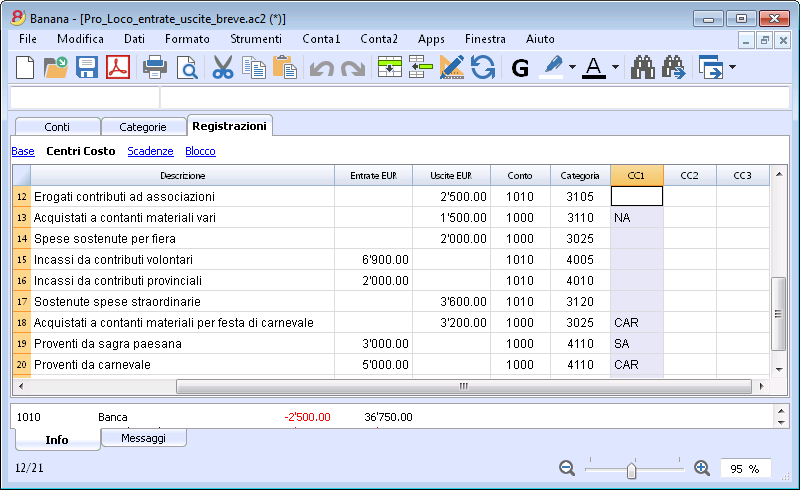 Banana - [Pro_Loco_entrate_uscite_breve.ac2 (*)]
File Modifica Dati Formato Strumenti Conta1 Conta2 Apps Finestra Aiuto
G A
Conti Categorie Registrazioni
Base Centri Costo Scadenze Blocco
Descrizione Entrate EUR Uscite EUR Conto Categoria CC1 CC2 CC3
12 Erogati contributi ad associazioni 2'500.00 1010 3105
13 Acquistati a contanti materiali vari 1'500.00 1000 3110 NA
14 Spese sostenute per fiera 2'000.00 1000 3025
15 Incassi da contributi volontari 6'900.00 1010 4005
16 Incassi da contributi provinciali 2'000.00 1010 4010
17 Sostenute spese straordinarie 3'600.00 1010 3120
18 Acquistati a contanti materiali per festa di carnevale 3'200.00 1000 3025 CAR
19 Proventi da sagra paesana 3'000.00 1000 4110 SA
20 Proventi da carnevale 5'000.00 1000 4110 CAR
1010 Banca -2'500.00 36'750.00
Info Messaggi
12/21 95 %